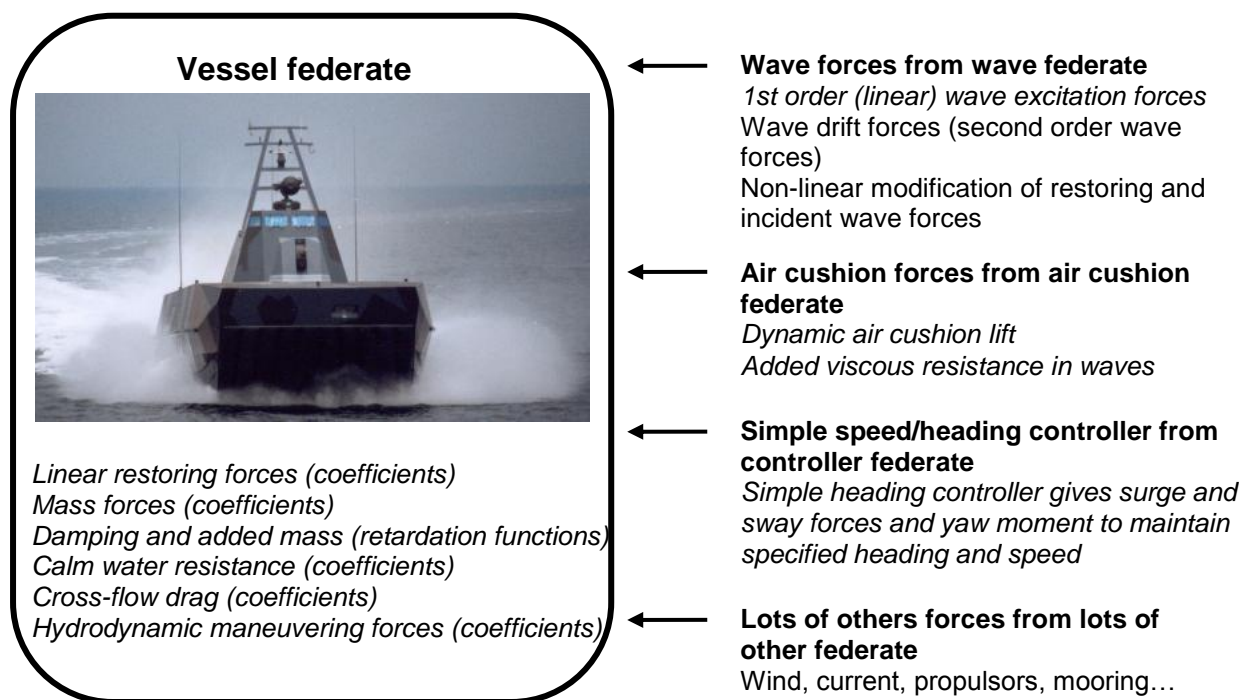 Vessel federate
Linear restoring forces (coefficients)
Mass forces (coefficients)
Damping and added mass (retardation functions)
Calm water resistance (coefficients)
Cross-flow drag (coefficients)
Hydrodynamic maneuvering forces (coefficients)
Wave forces from wave federate
1st order (linear) wave excitation forces
Wave drift forces (second order wave
forces)
Non-linear modification of restoring and
incident wave forces
Air cushion forces from air cushion
federate
Dynamic air cushion lift
Added viscous resistance in waves
Simple speed/heading controller from
controller federate
Simple heading controller gives surge and
sway forces and yaw moment to maintain
specified heading and speed
Lots of others forces from lots of
other federate
Wind, current, propulsors, mooring…